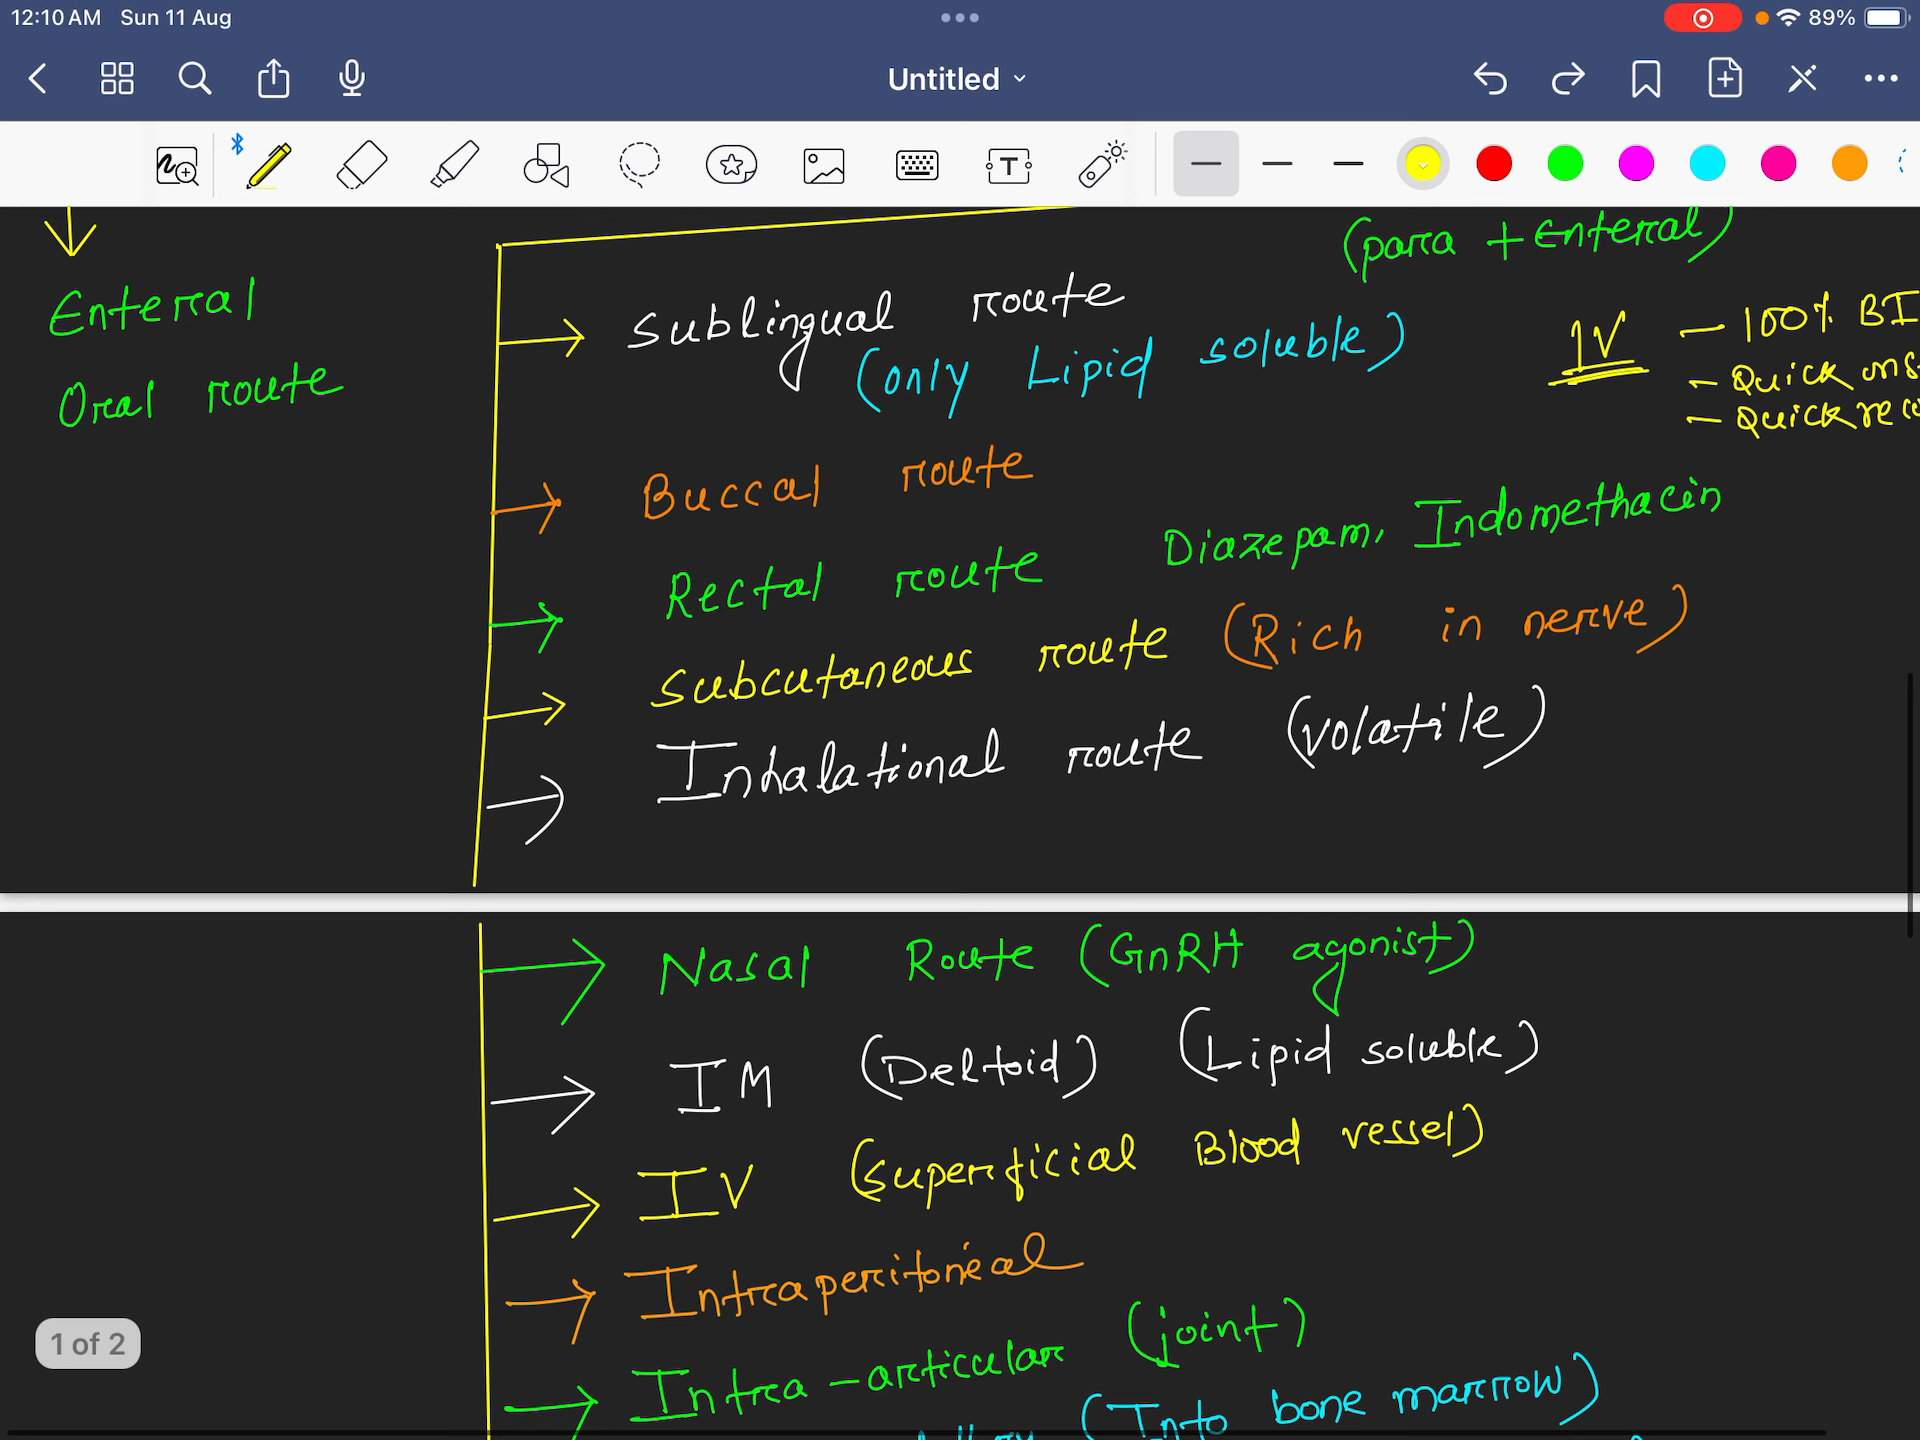 12:10 AM Sun 11 Aug
89%
Untitled
T
(para + Enteral)
Enteral
Oral route
Sublingual route
(only Lipid soluble)
IV
— 100%
— Quick
— Quick
Buccal route
Rectal route Diazepam, Indomethacin
Subcutaneous route (Rich in nerve)
Inhalational route (volatile)
Nasal Route (GnRH agonist)
IM (Deltoid) (Lipid soluble)
IV (Superficial Blood vessel)
Intraperitoneal
Intra-articular (joint)
(Into bone marrow)
1 of 2